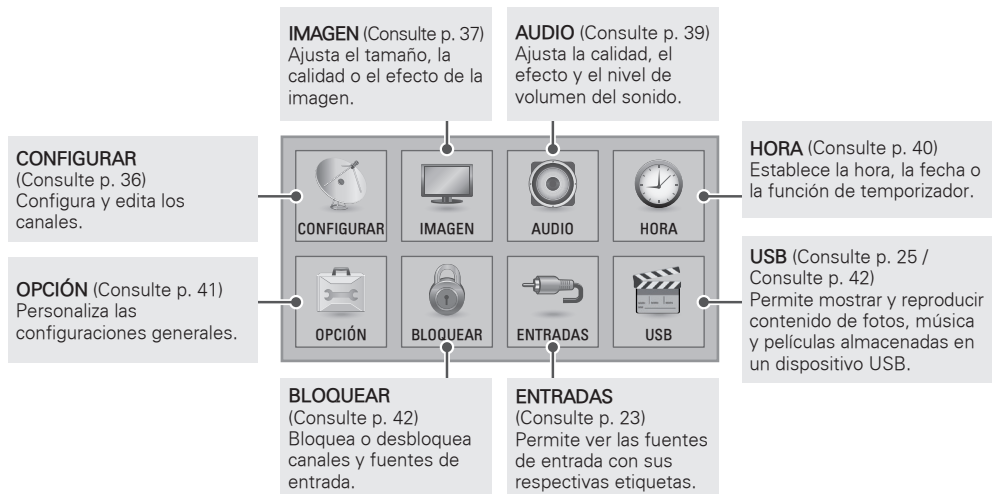 IMAGEN (Consulte p. 37)
Ajusta el tamaño, la
calidad o el efecto de la
imagen.
AUDIO (Consulte p. 39)
Ajusta la calidad, el
efecto y el nivel de
volumen del sonido.
CONFIGURAR
(Consulte p. 36)
Configura y edita los
canales.
OPCIÓN (Consulte p. 41)
Personaliza las
configuraciones generales.
CONFIGURAR
IMAGEN
AUDIO
HORA
OPCIÓN
BLOQUEAR
ENTRADAS
USB
HORA (Consulte p. 40)
Establece la hora, la fecha o
la función de temporizador.
USB (Consulte p. 25 /
Consulte p. 42)
Permite mostrar y reproducir
contenido de fotos, música
y películas almacenadas en
un dispositivo USB.
BLOQUEAR
(Consulte p. 42)
Bloquea o desbloquea
canales y fuentes de
entrada.
ENTRADAS
(Consulte p. 23)
Permite ver las fuentes
de entrada con sus
respectivas etiquetas.